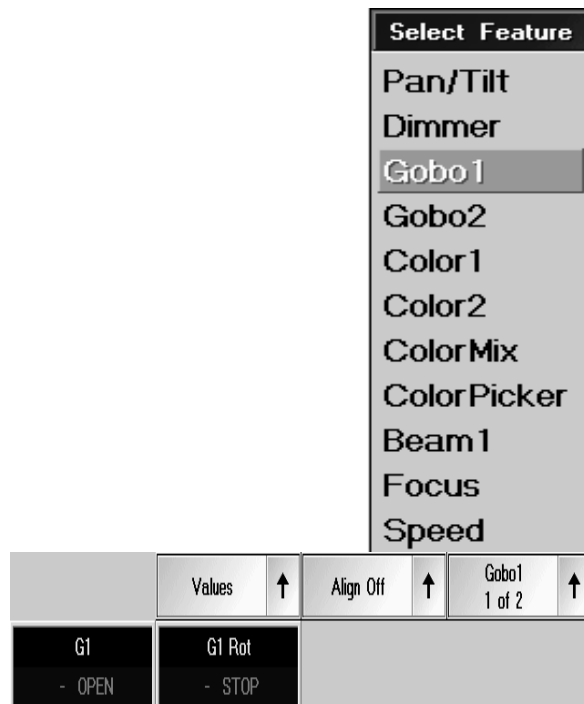 Select Feature
Pan/Tilt
Dimmer
Gobo1
Gobo2
Color1
Color2
ColorMix
ColorPicker
Beam1
Focus
Speed
Values
Align Off
Gobo1
1 of 2
G1
G1 Rot
- OPEN
- STOP